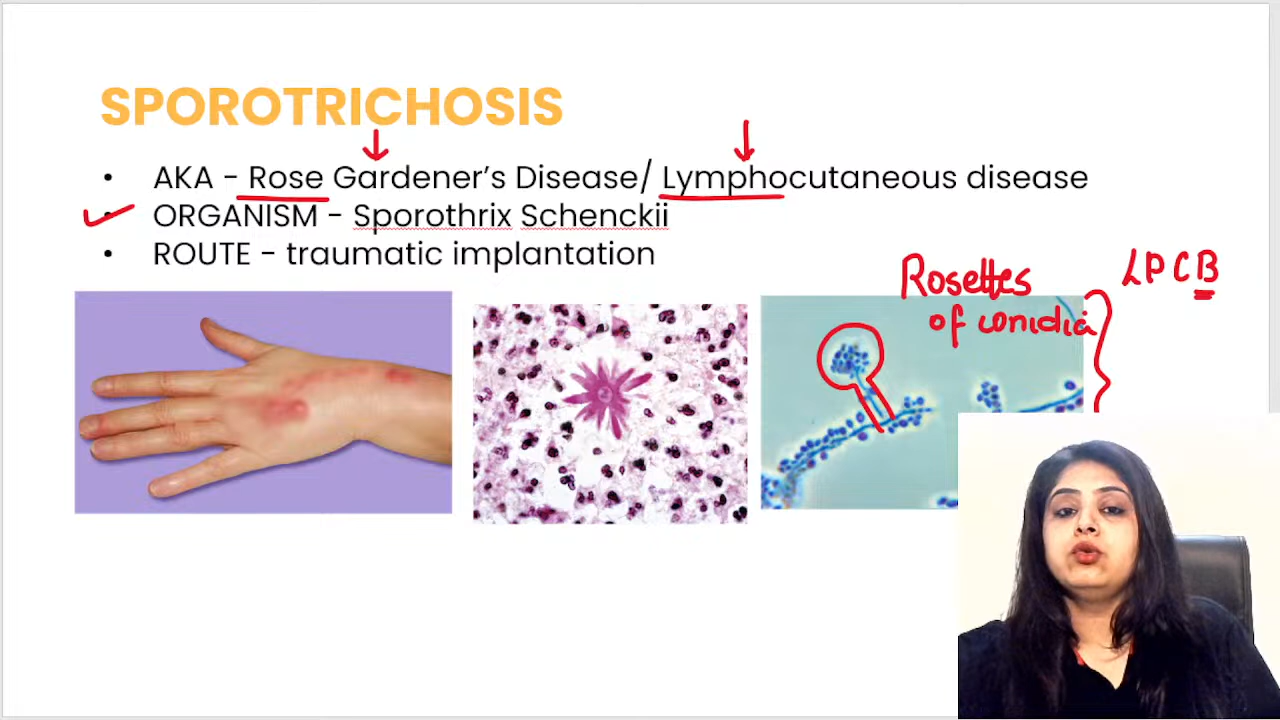 SPOROTRICHOSIS
• AKA - Rose Gardener's Disease/ Lymphocutaneous disease
• ORGANISM - Sporothrix Schenckii
• ROUTE - traumatic implantation
Rosettes
of conidia
LPCB